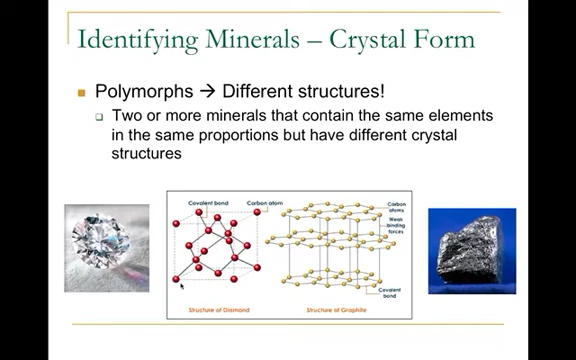 Identifying Minerals – Crystal Form
Polymorphs → Different structures!
Two or more minerals that contain the same elements
in the same proportions but have different crystal
structures
Covalent bond
Carbon atom
Carbon
atoms
Weak
binding
forces
Covalent
bond
Structure of Diamond
Structure of Graphite